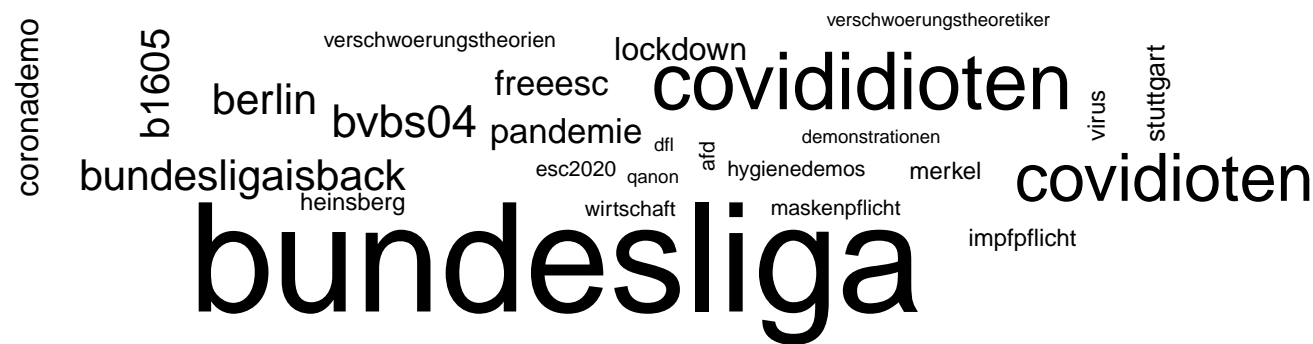 verschwoerungstheoretiker
coronademo
b1605
verschwoerungstheorien
lockdown
covididioten
freeesc
berlin
bvbs04
pandemie
virus
stuttgart
dfl
afd
demonstrationen
bundesligaisback
esc2020
qanon
hygienedemos
merkel
covidioten
heinsberg
wirtschaft
maskenpflicht
impfpflicht
bundesliga